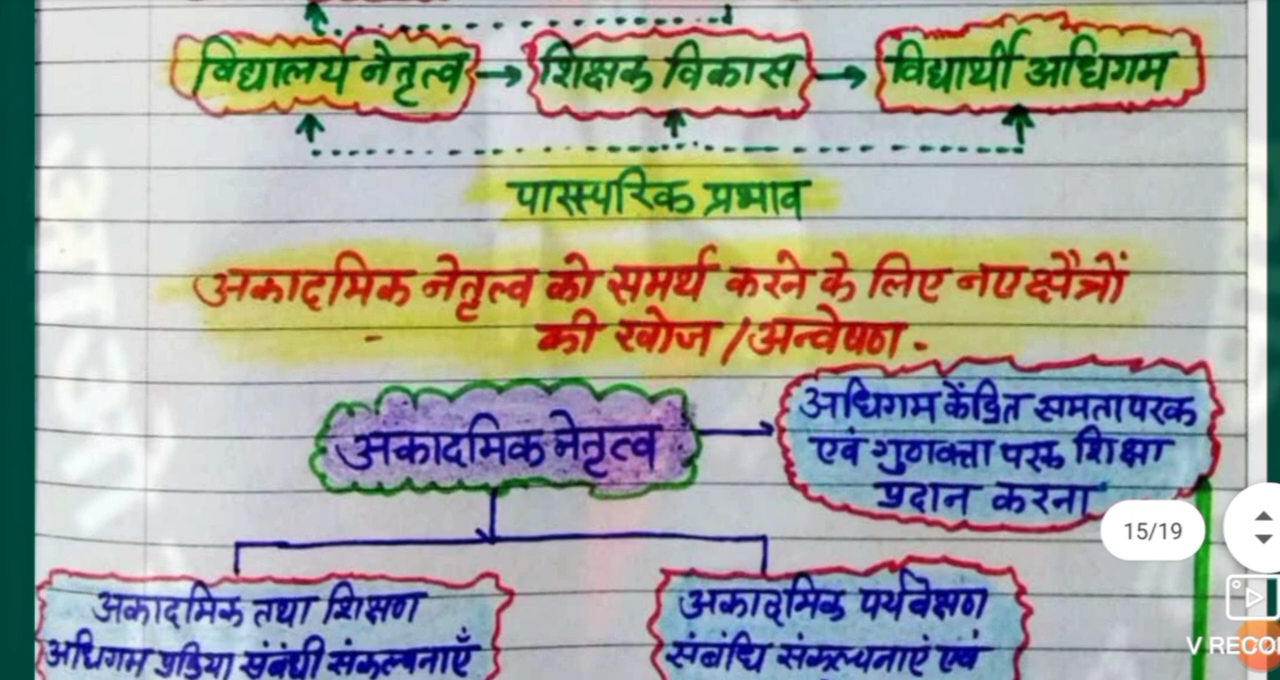 विद्यालय नेतृत्व → शिक्षक विकास → विद्यार्थी अधिगम
पारस्परिक प्रभाव
अकादमिक नेतृत्व को समर्थ करने के लिए नए क्षैत्रों
की खोज / अन्वेषण -
अकादमिक नेतृत्व
अधिगम केंद्रित समतापरक
एवं गुणवत्ता परक शिक्षा
प्रदान करना
15/19
अकादमिक तथा शिक्षण
अधिगम प्रक्रिया संबंधी संकल्पनाएँ
अकादमिक पर्यवेक्षण
संबंधि संकल्पनाएं एवं
V RECO